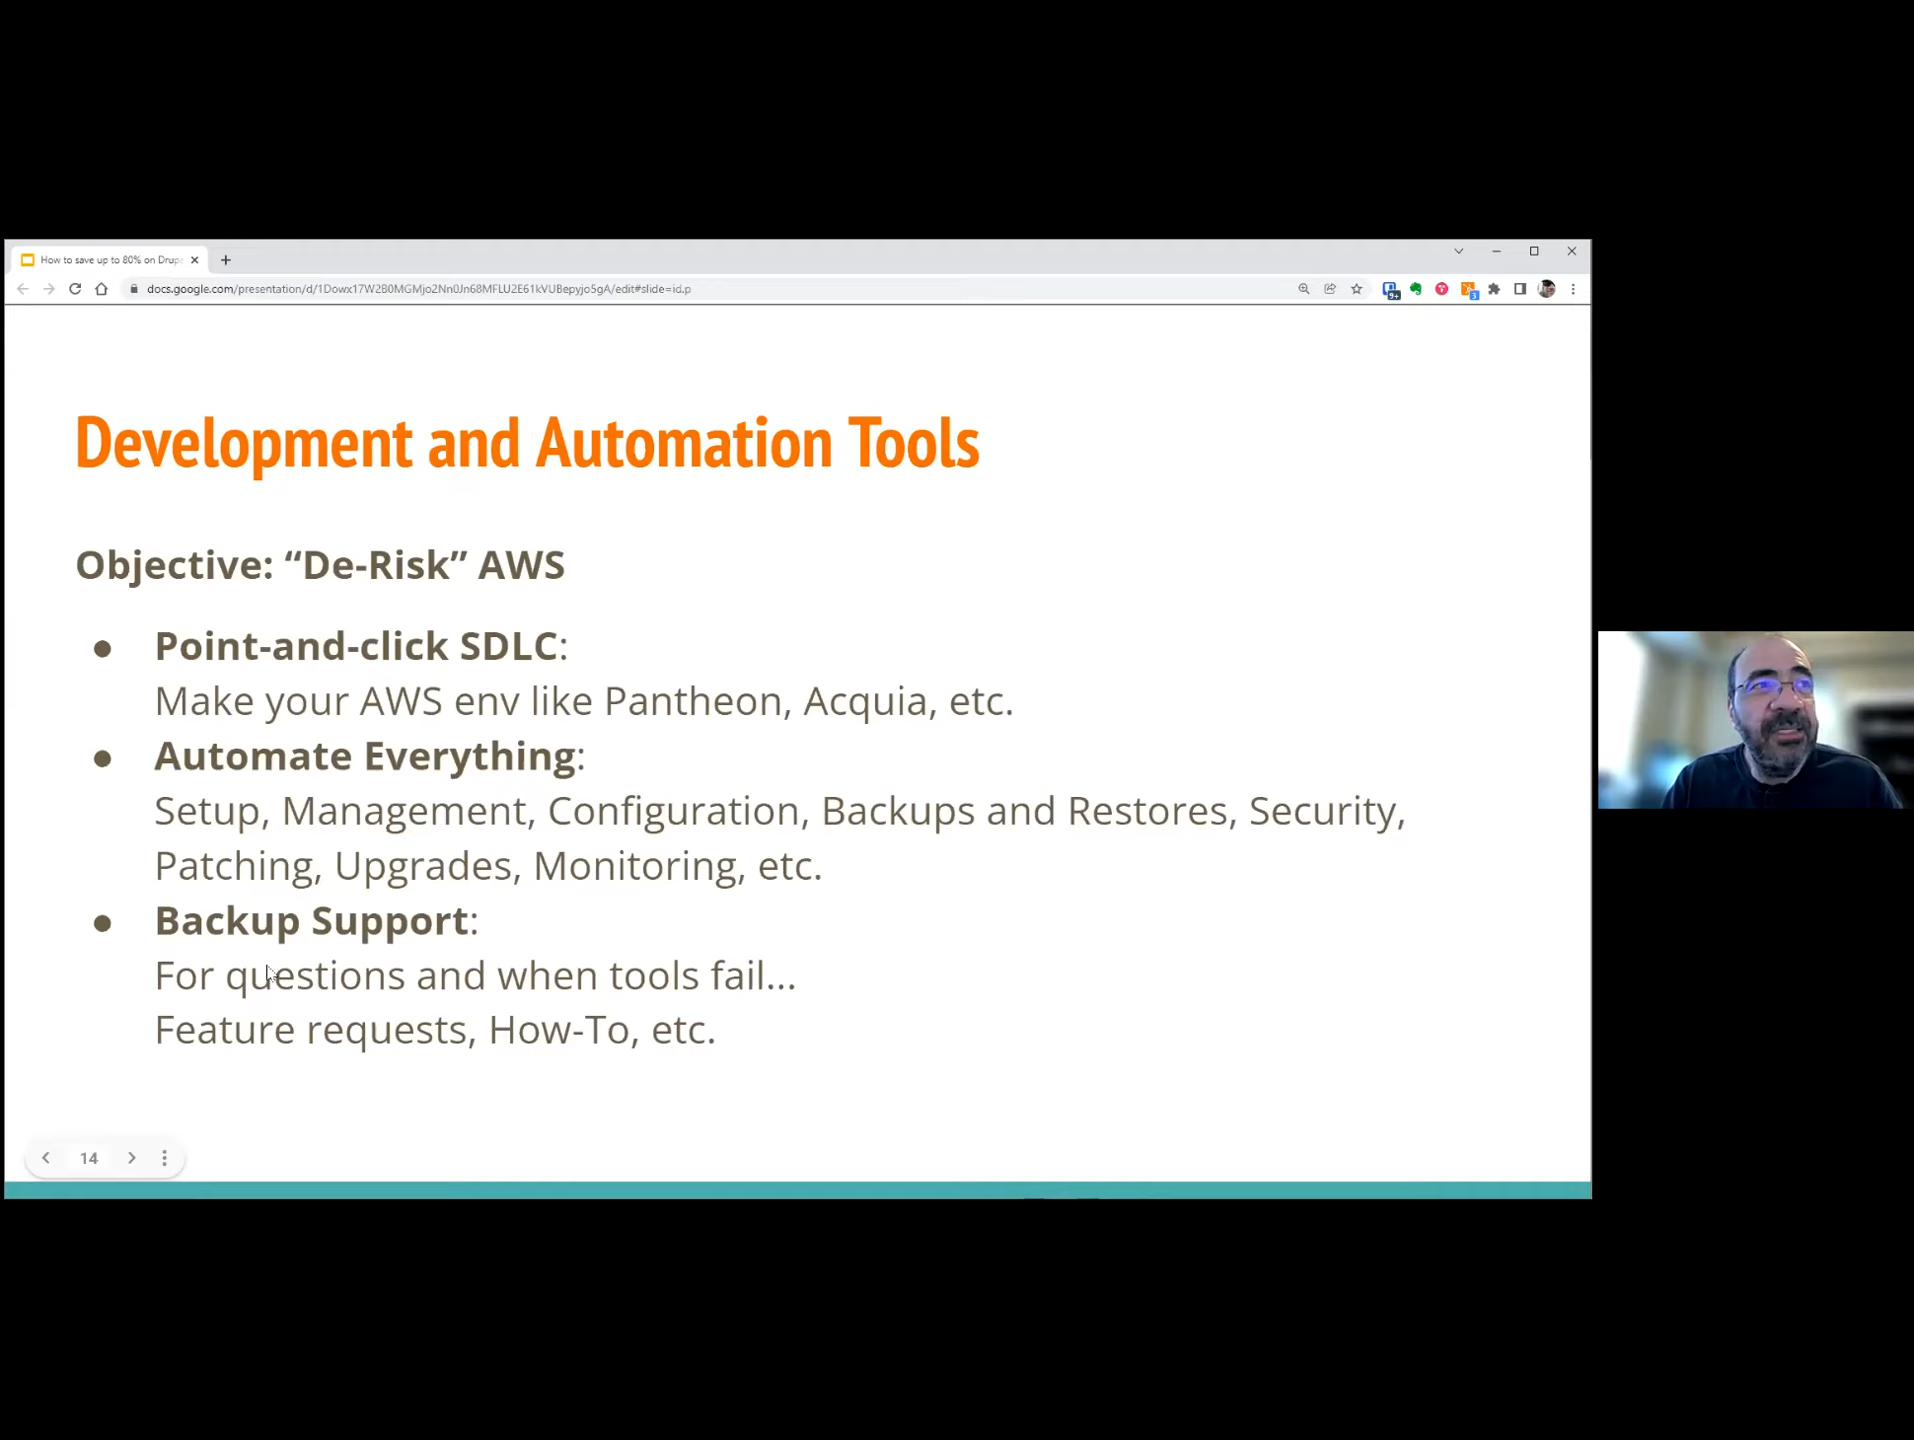 How to save up to 80% on Drup
docs.google.com/presentation/d/1Dowx17W2B0MGMjo2Nn0Jn68MFLU2E61kVUBepyjo5gA/edit#slide=id.p
9+
3
Development and Automation Tools
Objective: “De-Risk” AWS
● Point-and-click SDLC:
Make your AWS env like Pantheon, Acquia, etc.
● Automate Everything:
Setup, Management, Configuration, Backups and Restores, Security,
Patching, Upgrades, Monitoring, etc.
● Backup Support:
For questions and when tools fail...
Feature requests, How-To, etc.
14